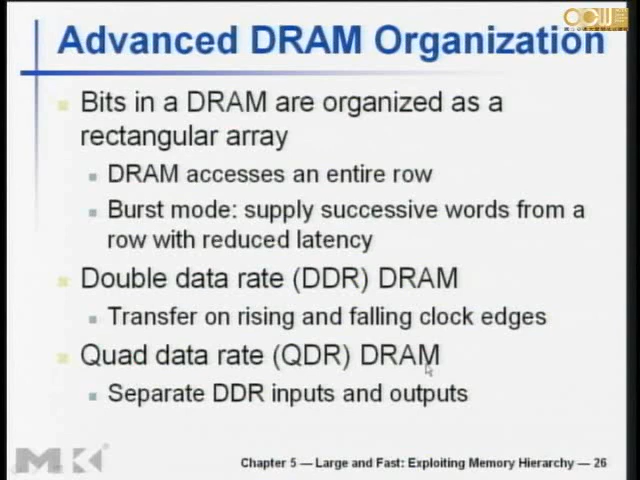 Advanced DRAM Organization
Bits in a DRAM are organized as a
rectangular array
DRAM accesses an entire row
Burst mode: supply successive words from a
row with reduced latency
Double data rate (DDR) DRAM
Transfer on rising and falling clock edges
Quad data rate (QDR) DRAM
Separate DDR inputs and outputs
MK
Chapter 5 — Large and Fast: Exploiting Memory Hierarchy — 26